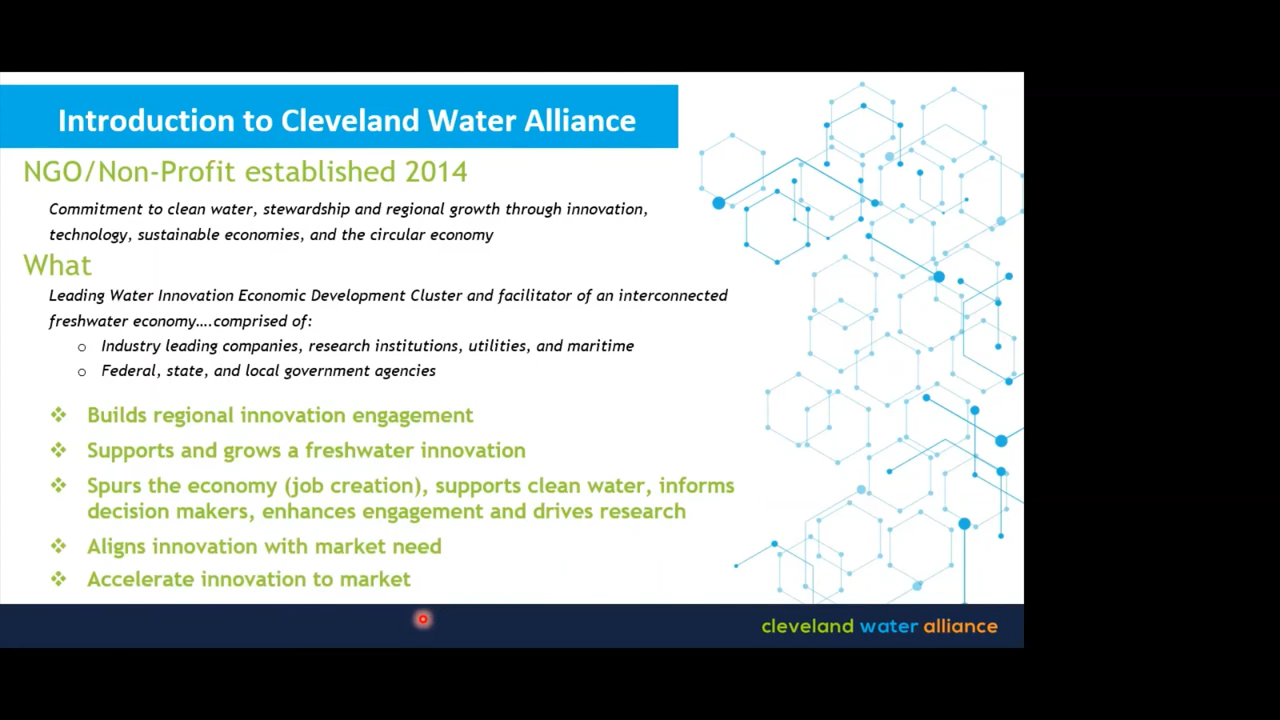 Introduction to Cleveland Water Alliance
NGO/Non-Profit established 2014
Commitment to clean water, stewardship and regional growth through innovation,
technology, sustainable economies, and the circular economy
What
Leading Water Innovation Economic Development Cluster and facilitator of an interconnected
freshwater economy….comprised of:
o Industry leading companies, research institutions, utilities, and maritime
o Federal, state, and local government agencies
❖ Builds regional innovation engagement
❖ Supports and grows a freshwater innovation
❖ Spurs the economy (job creation), supports clean water, informs
decision makers, enhances engagement and drives research
❖ Aligns innovation with market need
❖ Accelerate innovation to market
cleveland water alliance